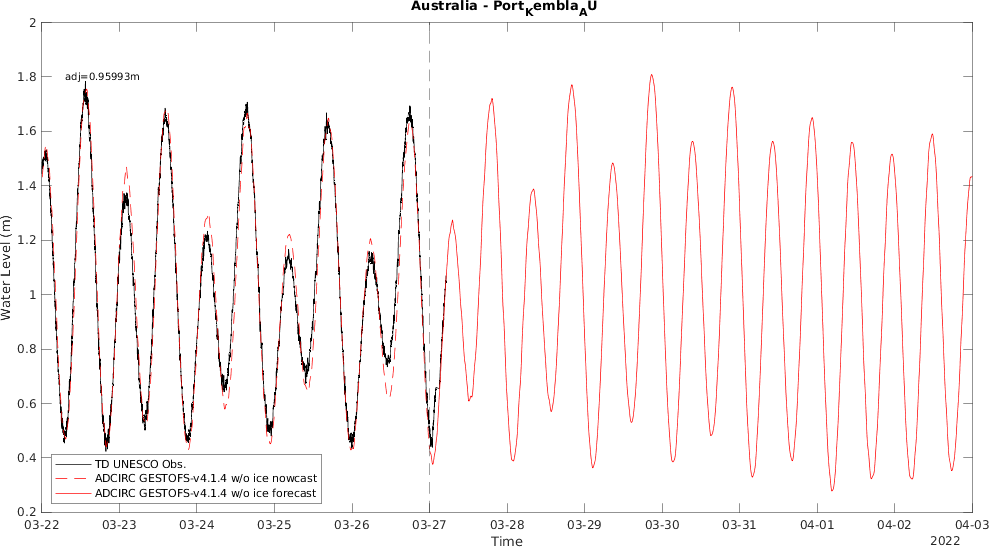 Australia - Port_Kembla_AU
adj=0.95993m
2
1.8
1.6
1.4
1.2
1
0.8
0.6
0.4
0.2
Water Level (m)
TD UNESCO Obs.
ADCIRC GESTOFS-v4.1.4 w/o ice nowcast
ADCIRC GESTOFS-v4.1.4 w/o ice forecast
03-22 03-23 03-24 03-25 03-26 03-27 03-28 03-29 03-30 03-31 04-01 04-02 04-03
Time
2022